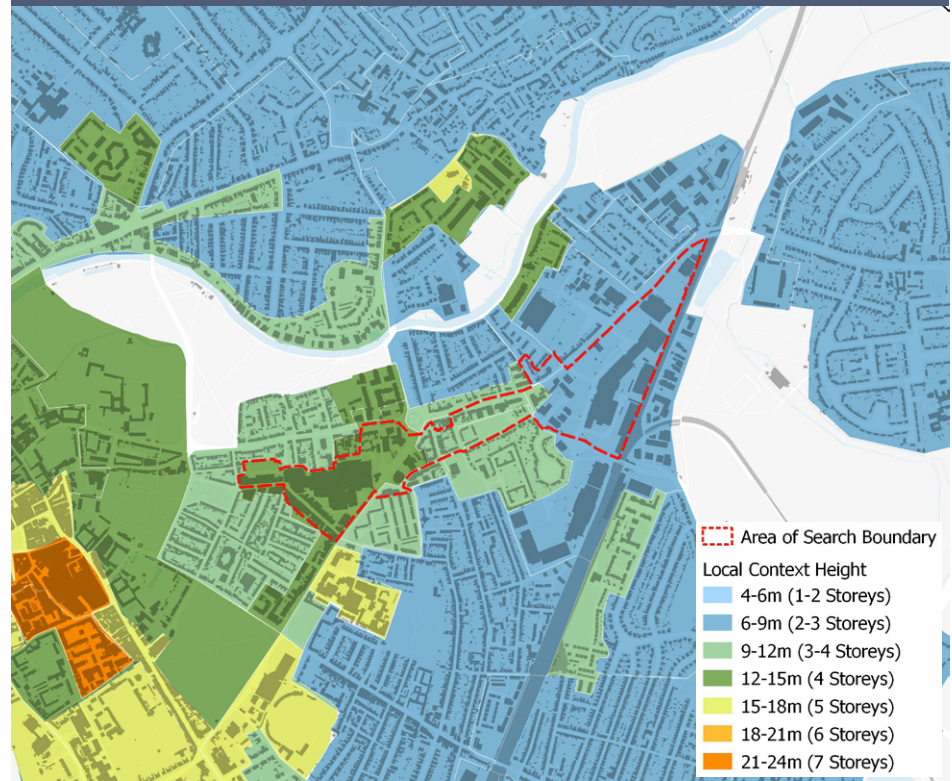 Area of Search Boundary
Local Context Height
4-6m (1-2 Storeys)
6-9m (2-3 Storeys)
9-12m (3-4 Storeys)
12-15m (4 Storeys)
15-18m (5 Storeys)
18-21m (6 Storeys)
21-24m (7 Storeys)